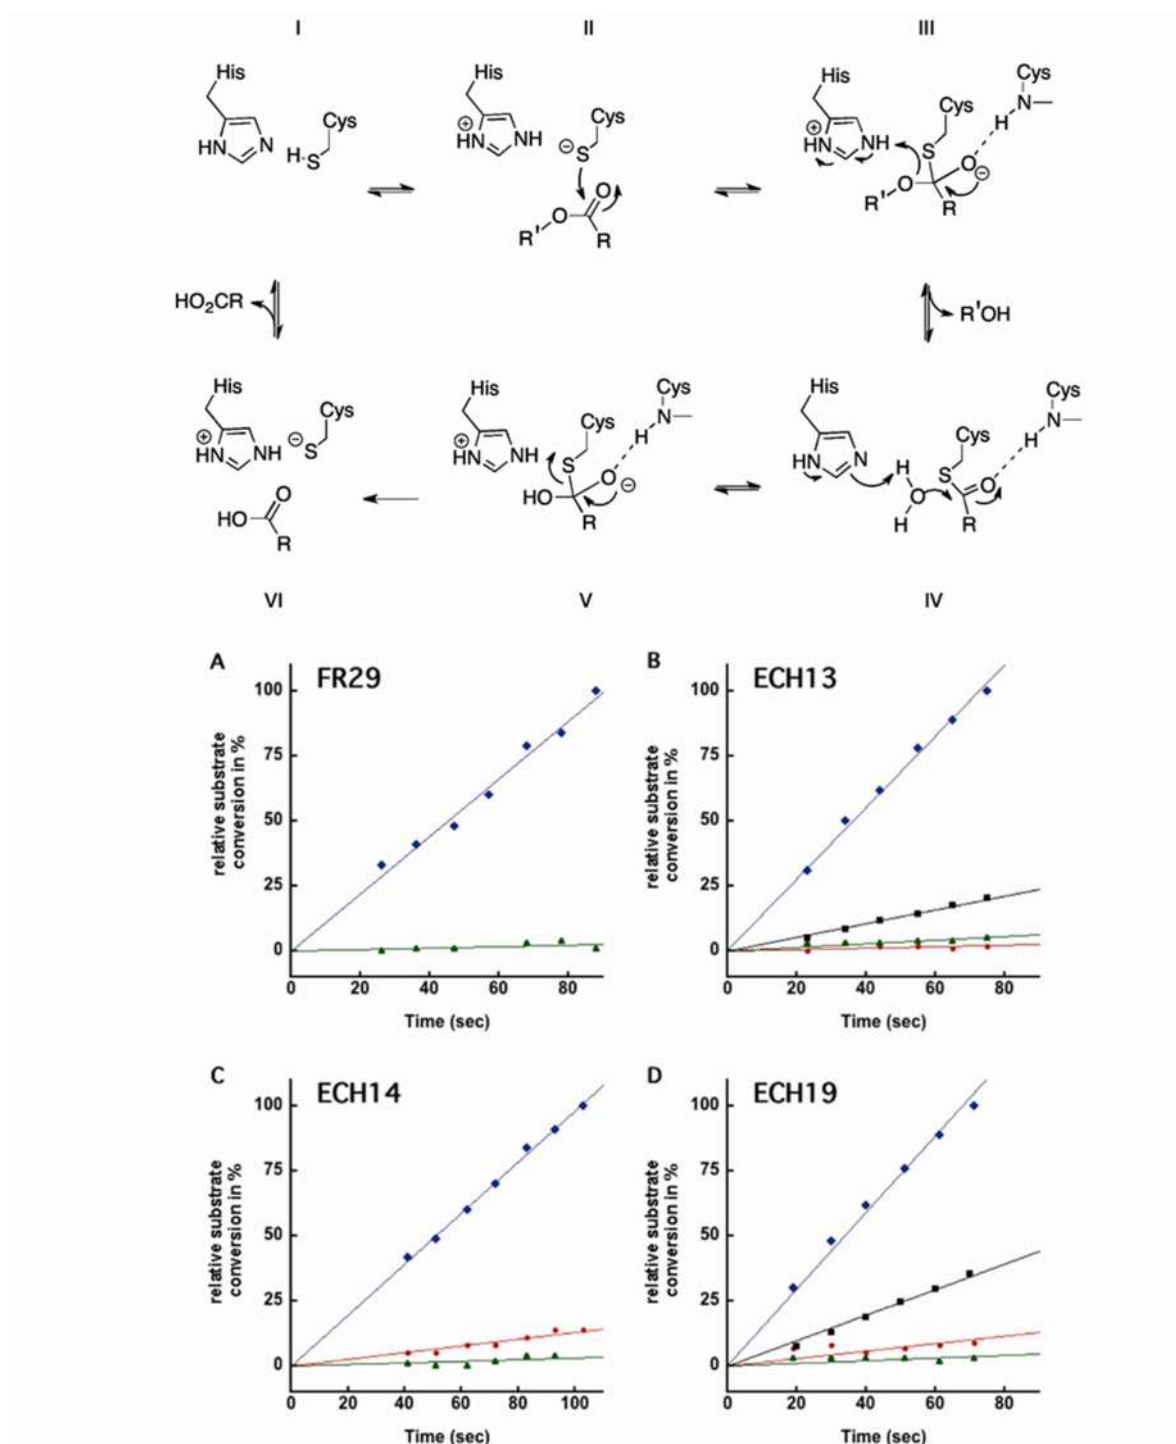 I II III
His His His Cys
Cys Cys Cys
HN N H S HN NH S HN NH S H N
O O O
R' O R' O R
R
HO2CR R'OH
His His Cys His Cys
Cys Cys Cys
HN NH S HN NH S H N HN N H S H N
O HO O O O
HO R R H R
VI V IV
A FR29
relative substrate
conversion in %
100
75
50
25
0
0 20 40 60 80
Time (sec)
B ECH13
relative substrate
conversion in %
100
75
50
25
0
0 20 40 60 80
Time (sec)
C ECH14
relative substrate
conversion in %
100
75
50
25
0
0 20 40 60 80 100
Time (sec)
D ECH19
relative substrate
conversion in %
100
75
50
25
0
0 20 40 60 80
Time (sec)